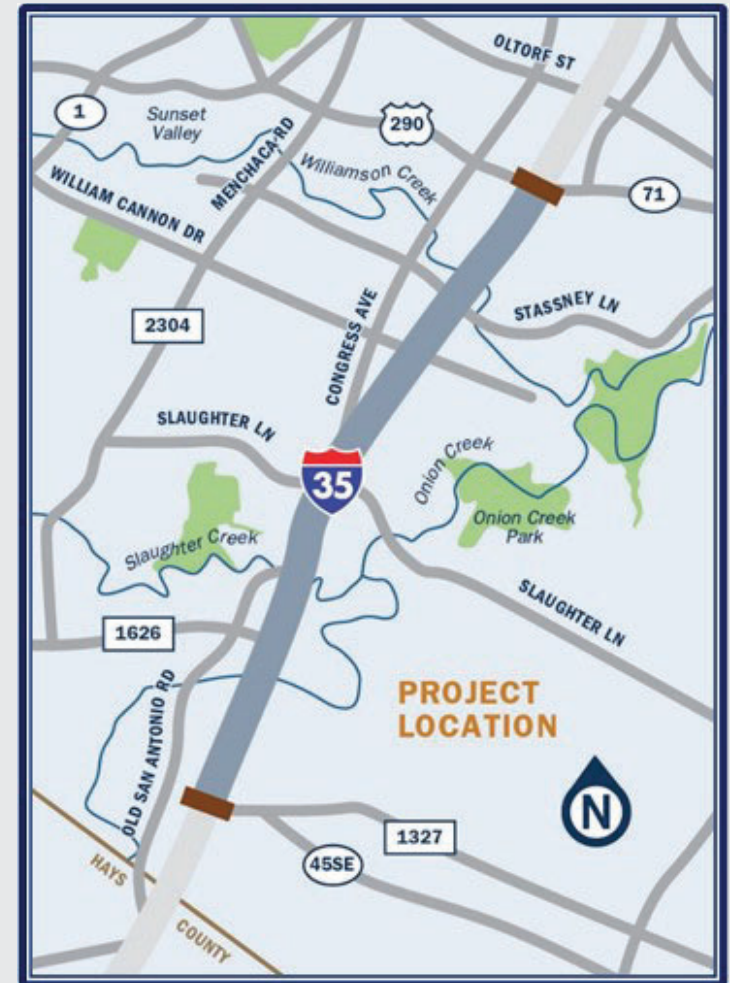 OLTORF ST
1
Sunset
Valley
290
MENCHACA RD
Williamson Creek
71
WILLIAM CANNON DR
2304
STASSNEY LN
CONGRESS AVE
SLAUGHTER LN
35
Onion Creek
Onion Creek
Park
Slaughter Creek
SLAUGHTER LN
1626
OLD SAN ANTONIO RD
PROJECT
LOCATION
N
1327
45SE
HAYS
COUNTY